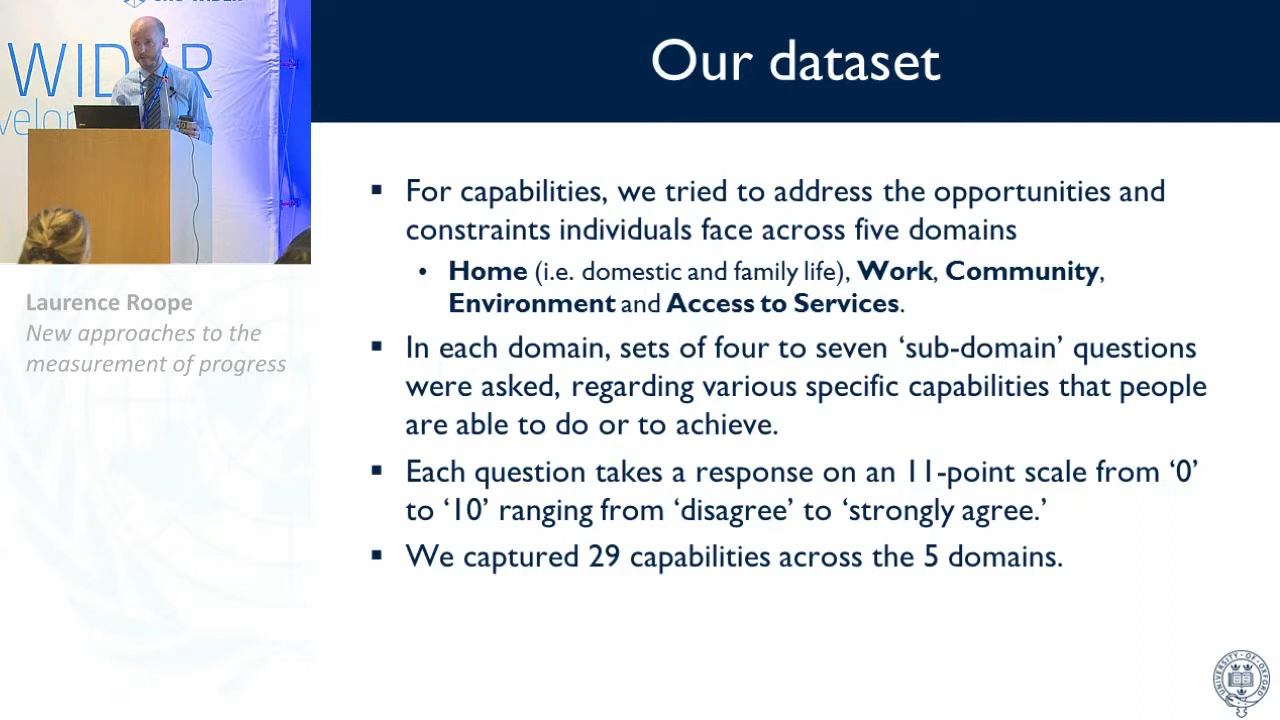 WIDER
Our dataset
▪ For capabilities, we tried to address the opportunities and
constraints individuals face across five domains
• Home (i.e. domestic and family life), Work, Community,
Environment and Access to Services.
▪ In each domain, sets of four to seven ‘sub-domain’ questions
were asked, regarding various specific capabilities that people
are able to do or to achieve.
▪ Each question takes a response on an 11-point scale from ‘0’
to ‘10’ ranging from ‘disagree’ to ‘strongly agree.’
▪ We captured 29 capabilities across the 5 domains.
Laurence Roope
New approaches to the
measurement of progress
UNIVERSITY OF OXFORD